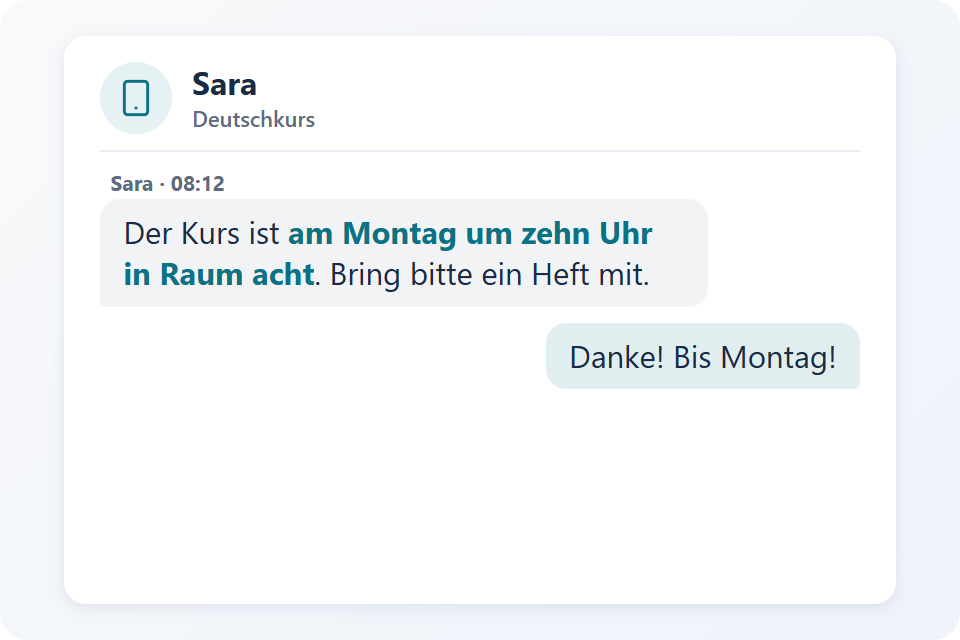 Sara
Deutschkurs
Sara · 08:12
Der Kurs ist am Montag um zehn Uhr
in Raum acht. Bring bitte ein Heft mit.
Danke! Bis Montag!